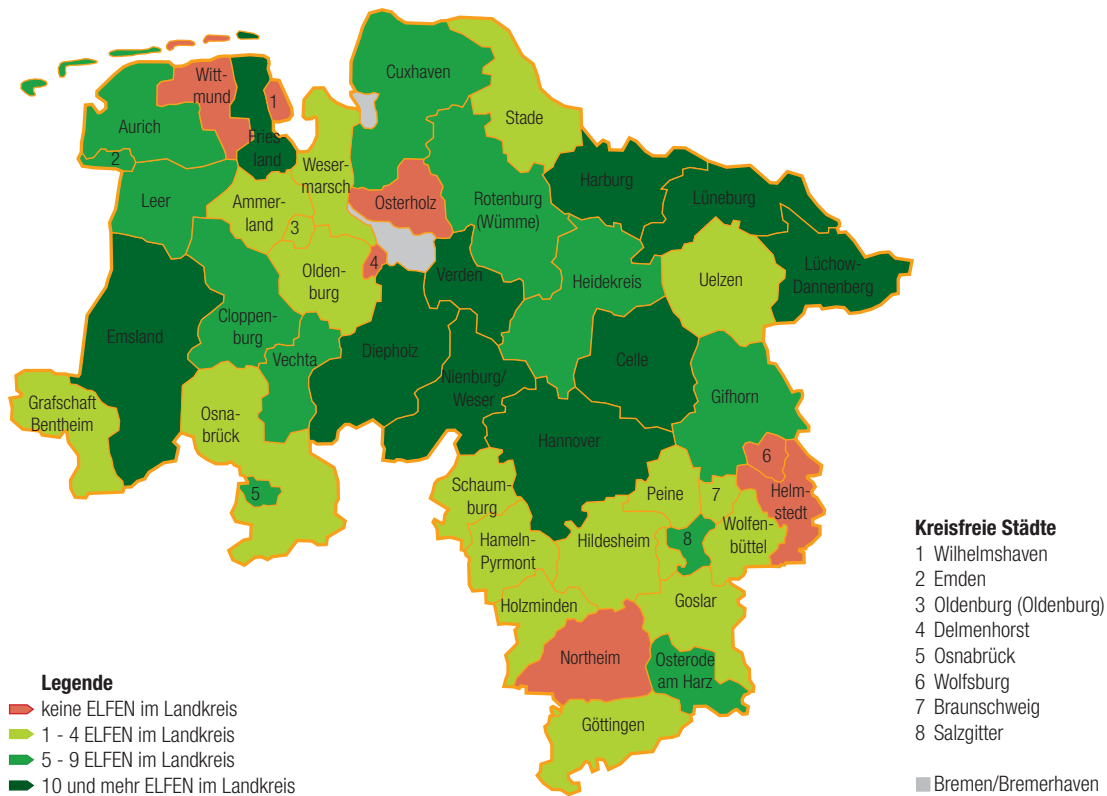 Cuxhaven
Witt-
mund
1
Stade
Aurich
Fries-
land
2
Weser-
marsch
Harburg
Leer
Ammer-
land
Osterholz
Rotenburg
(Wümme)
Lüneburg
3
4
Olden-
burg
Verden
Heidekreis
Uelzen
Lüchow-
Dannenberg
Emsland
Cloppen-
burg
Vechta
Diepholz
Celle
Nienburg/
Weser
Gifhorn
Grafschaft
Bentheim
Osna-
brück
Hannover
6
5
Schaum-
burg
Peine
7
Helm-
stedt
Hameln-
Pyrmont
Hildesheim
8
Wolfen-
büttel
Holzminden
Goslar
Northeim
Osterode
am Harz
Göttingen
Legende
keine ELFEN im Landkreis
1 - 4 ELFEN im Landkreis
5 - 9 ELFEN im Landkreis
10 und mehr ELFEN im Landkreis
Kreisfreie Städte
1 Wilhelmshaven
2 Emden
3 Oldenburg (Oldenburg)
4 Delmenhorst
5 Osnabrück
6 Wolfsburg
7 Braunschweig
8 Salzgitter
Bremen/Bremerhaven